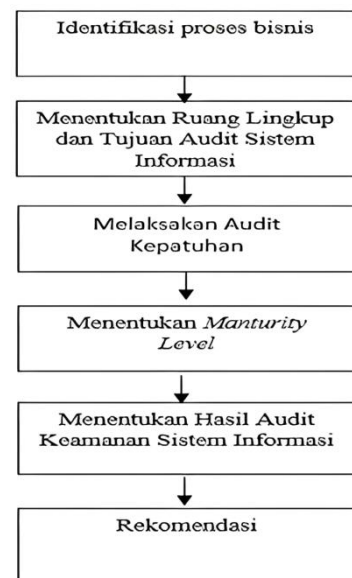 Identifikasi proses bisnis
Menentukan Ruang Lingkup
dan Tujuan Audit Sistem
Informasi
Melaksakan Audit
Kepatuhan
Menentukan Manturity
Level
Menentukan Hasil Audit
Keamanan Sistem Informasi
Rekomendasi